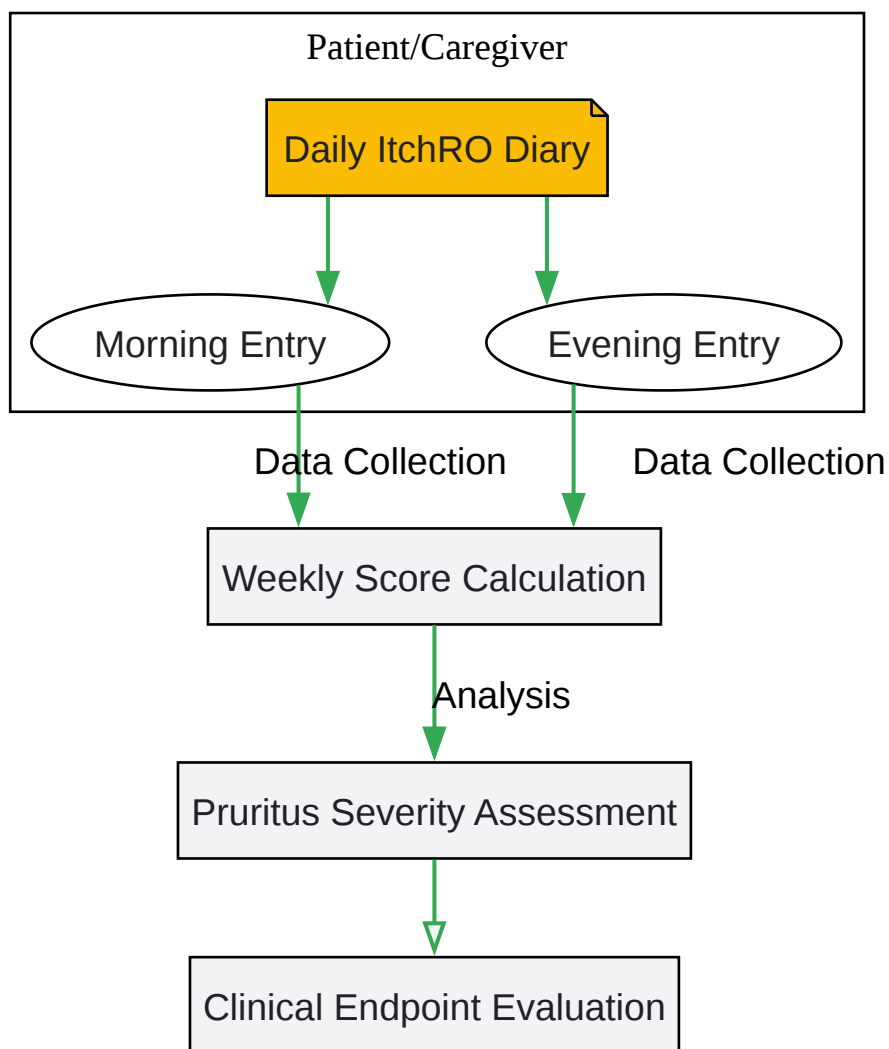 Patient/Caregiver
Daily ItchRO Diary
Morning Entry
Evening Entry
Data Collection
Data Collection
Weekly Score Calculation
Analysis
Pruritus Severity Assessment
Clinical Endpoint Evaluation